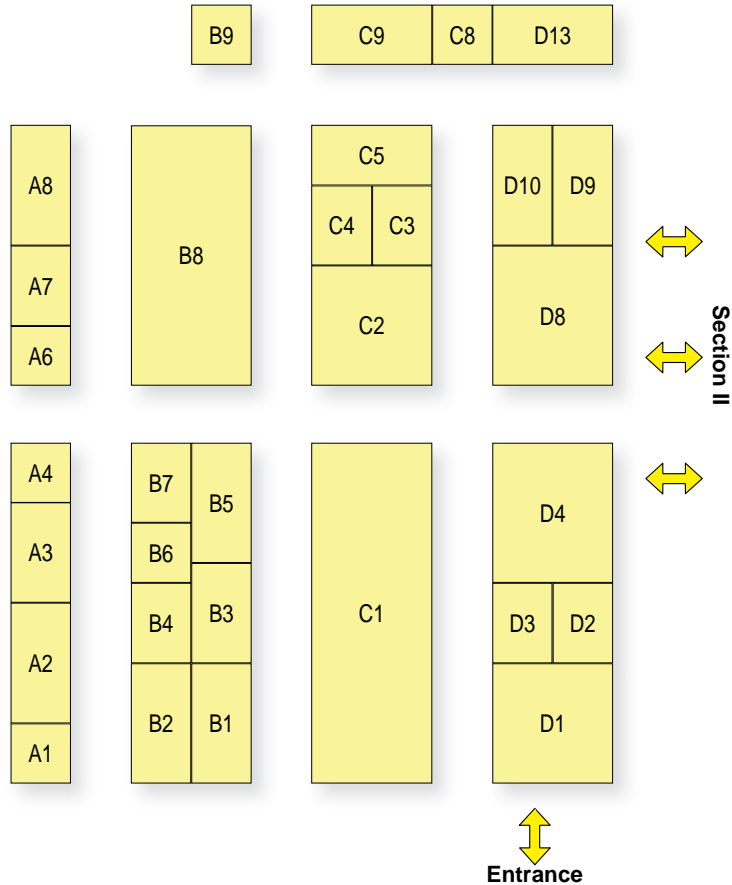 B9 C9 C8 D13
A8 B8 C5 D10 D9
C4 C3
A7 C2 D8
A6
Section II
A4 B7 B5 C1 D4
A3 B6
B4 B3 D3 D2
A2 B2 B1 D1
A1
Entrance